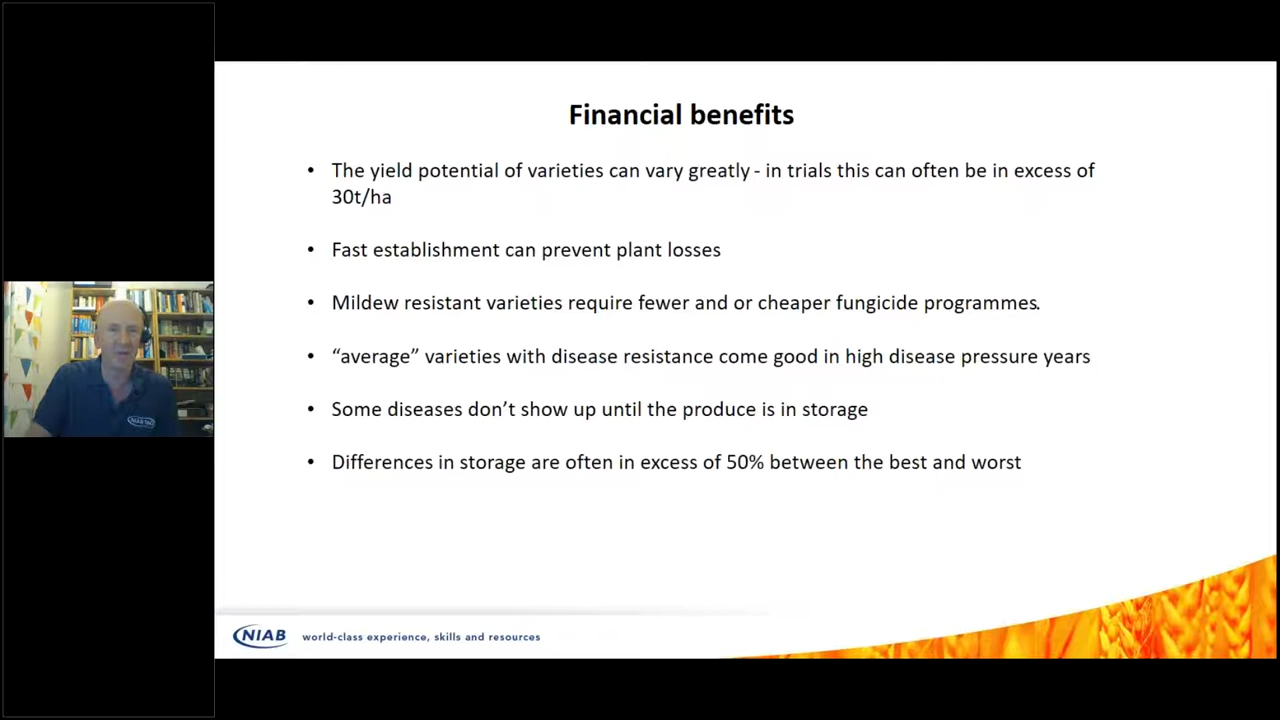 Financial benefits
• The yield potential of varieties can vary greatly - in trials this can often be in excess of
30t/ha
• Fast establishment can prevent plant losses
• Mildew resistant varieties require fewer and or cheaper fungicide programmes.
• “average” varieties with disease resistance come good in high disease pressure years
• Some diseases don’t show up until the produce is in storage
• Differences in storage are often in excess of 50% between the best and worst
NIAB TAG
NIAB world-class experience, skills and resources